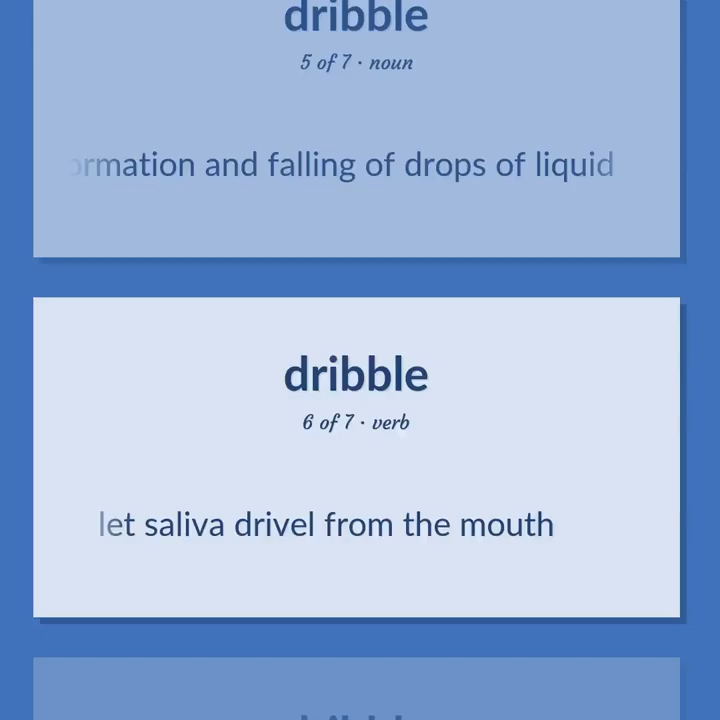 dribble
5 of 7 · noun
ormation and falling of drops of liquid
dribble
6 of 7 · verb
let saliva drivel from the mouth